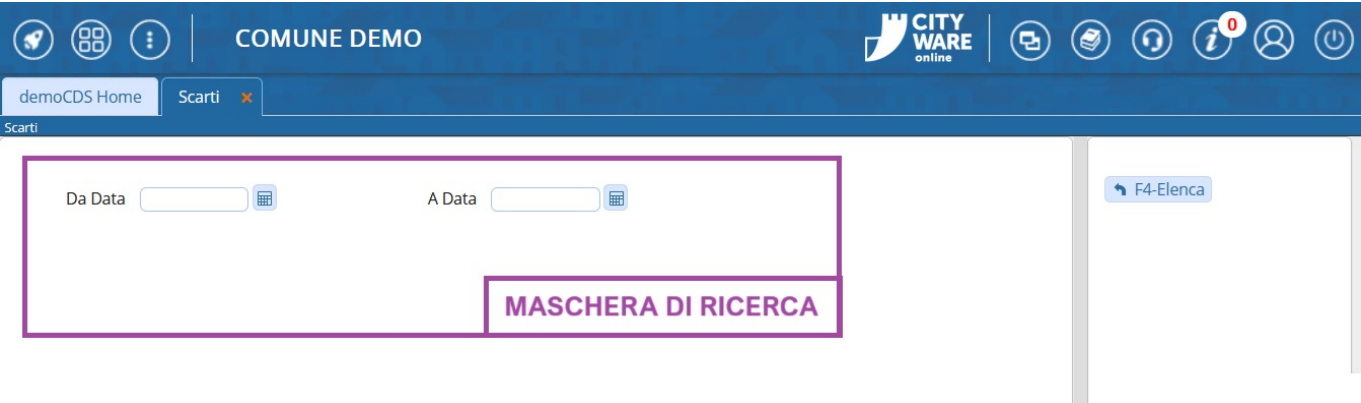 COMUNE DEMO
CITY
WARE
online
i
0
demoCDS Home
Scarti
Scarti
Da Data
A Data
F4-Elenca
MASCHERA DI RICERCA